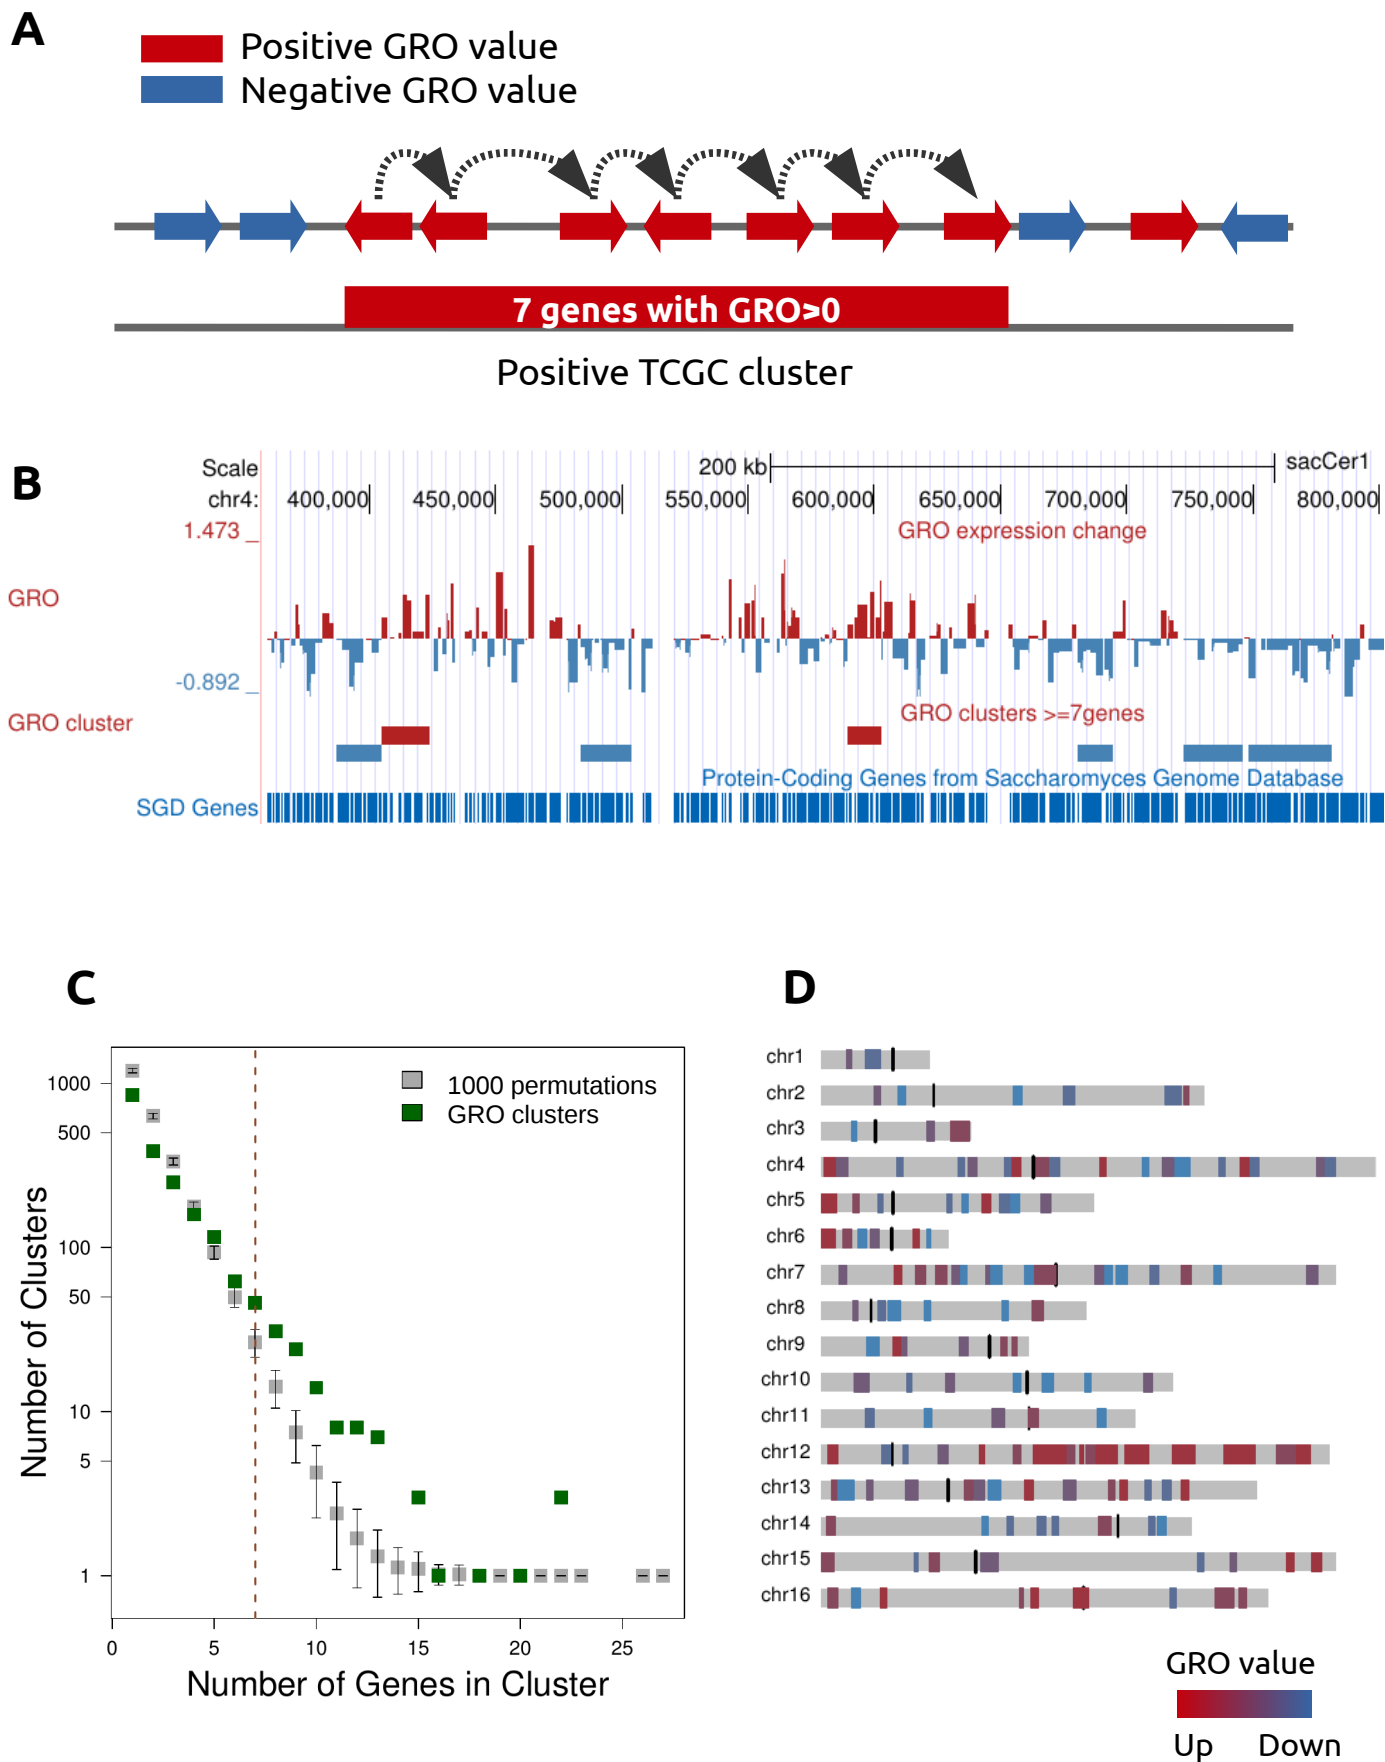 A
Positive GRO value
Negative GRO value
7 genes with GRO>0
Positive TCGC cluster
B
Scale
200 kb
sacCer1
chr4:
400,000
450,000
500,000
550,000
600,000
650,000
700,000
750,000
800,000
1.473 _
GRO expression change
GRO
-0.892 _
GRO clusters >=7genes
GRO cluster
Protein-Coding Genes from Saccharomyces Genome Database
SGD Genes
C
1000 permutations
GRO clusters
Number of Clusters
1000
500
100
50
10
5
1
0
5
10
15
20
25
Number of Genes in Cluster
D
chr1
chr2
chr3
chr4
chr5
chr6
chr7
chr8
chr9
chr10
chr11
chr12
chr13
chr14
chr15
chr16
GRO value
Up
Down